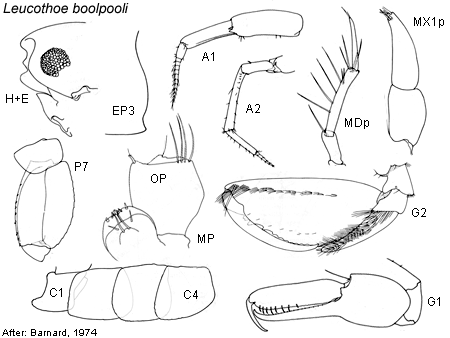 Leucothoe boolpooli
MX1p
A1
H+E
EP3
A2
MDp
P7
OP
G2
MP
C1
C4
G1
After: Barnard, 1974